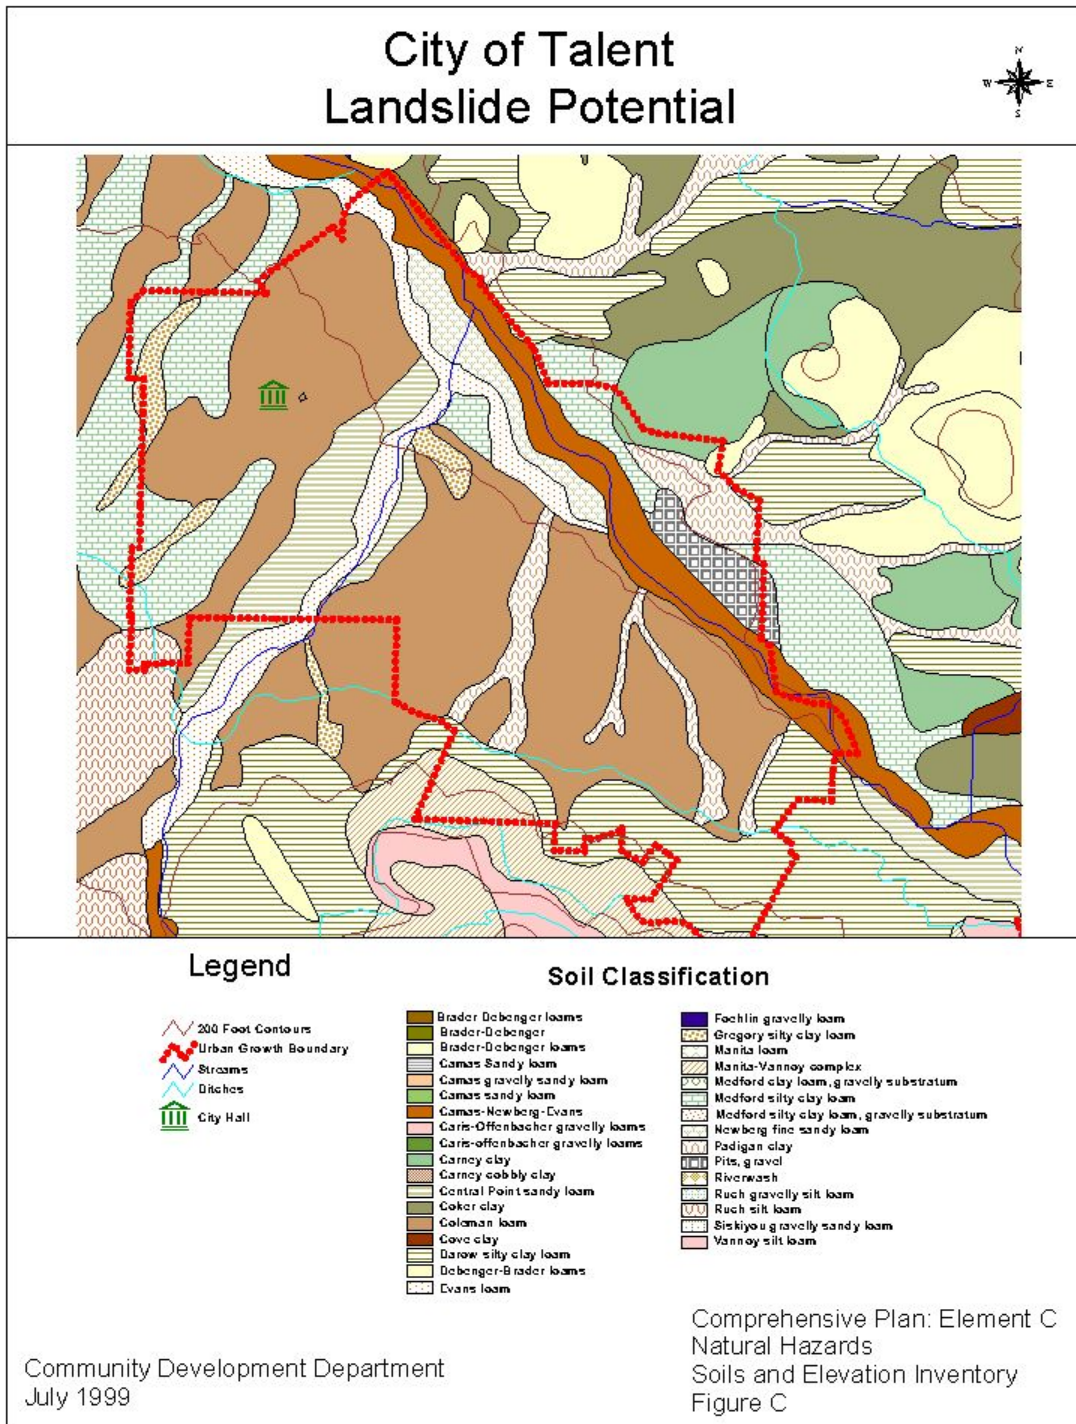 City of Talent
Landslide Potential
N
W E
S
Legend
200 Foot Contours
Urban Growth Boundary
Streams
Ditches
City Hall
Soil Classification
Brader Debenger loams
Brader-Debenger
Brader-Debenger loams
Camas Sandy loam
Camas gravelly sandy loam
Camas sandy loam
Camas-Newberg-Evans
Caris-Offenbacher gravelly loams
Caris-offenbacher gravelly loams
Carney clay
Carney cobbly clay
Central Point sandy loam
Coker clay
Coleman loam
Cove clay
Darow silty clay loam
Debenger-Brader loams
Evans loam
Foehlin gravelly loam
Gregory silty clay loam
Manita loam
Manita-Vannoy complex
Medford clay loam, gravelly substratum
Medford silty clay loam
Medford silty clay loam, gravelly substratum
Newberg fine sandy loam
Padigan clay
Pits, gravel
Riverwash
Ruch gravelly silt loam
Ruch silt loam
Siskiyou gravelly sandy loam
Vannoy silt loam
Community Development Department
July 1999
Comprehensive Plan: Element C
Natural Hazards
Soils and Elevation Inventory
Figure C